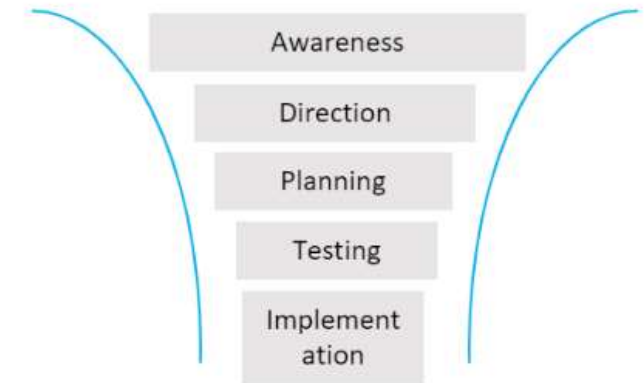 Awareness
Direction
Planning
Testing
Implement
ation